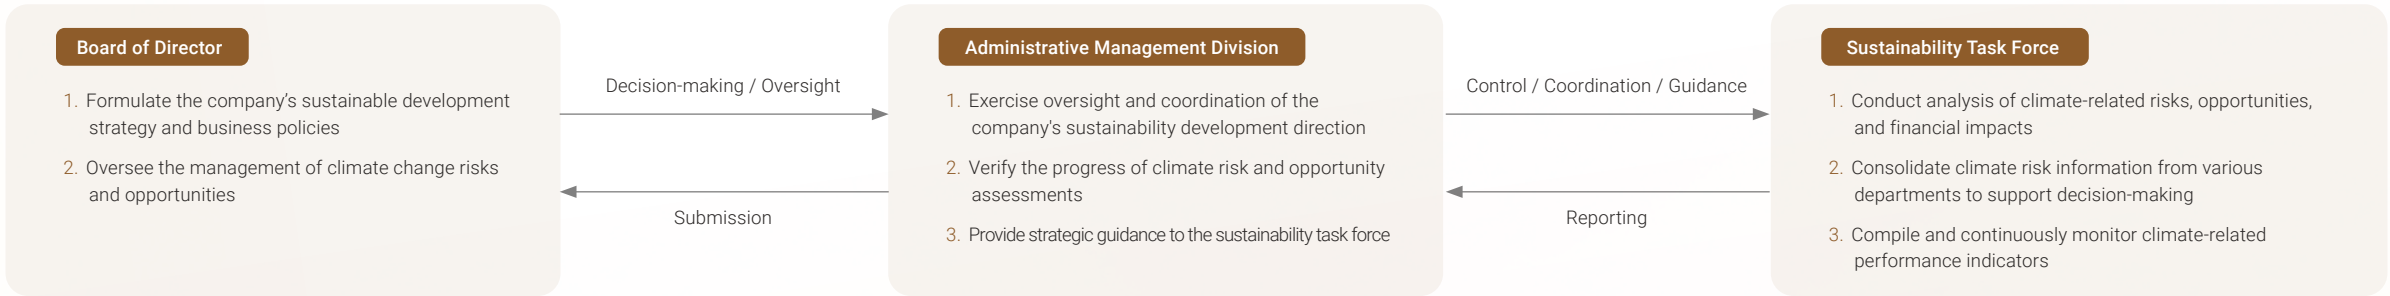 Board of Director
1. Formulate the company’s sustainable development
strategy and business policies
2. Oversee the management of climate change risks
and opportunities
Decision-making / Oversight
Submission
Administrative Management Division
1. Exercise oversight and coordination of the
company's sustainability development direction
2. Verify the progress of climate risk and opportunity
assessments
3. Provide strategic guidance to the sustainability task force
Control / Coordination / Guidance
Reporting
Sustainability Task Force
1. Conduct analysis of climate-related risks, opportunities,
and financial impacts
2. Consolidate climate risk information from various
departments to support decision-making
3. Compile and continuously monitor climate-related
performance indicators